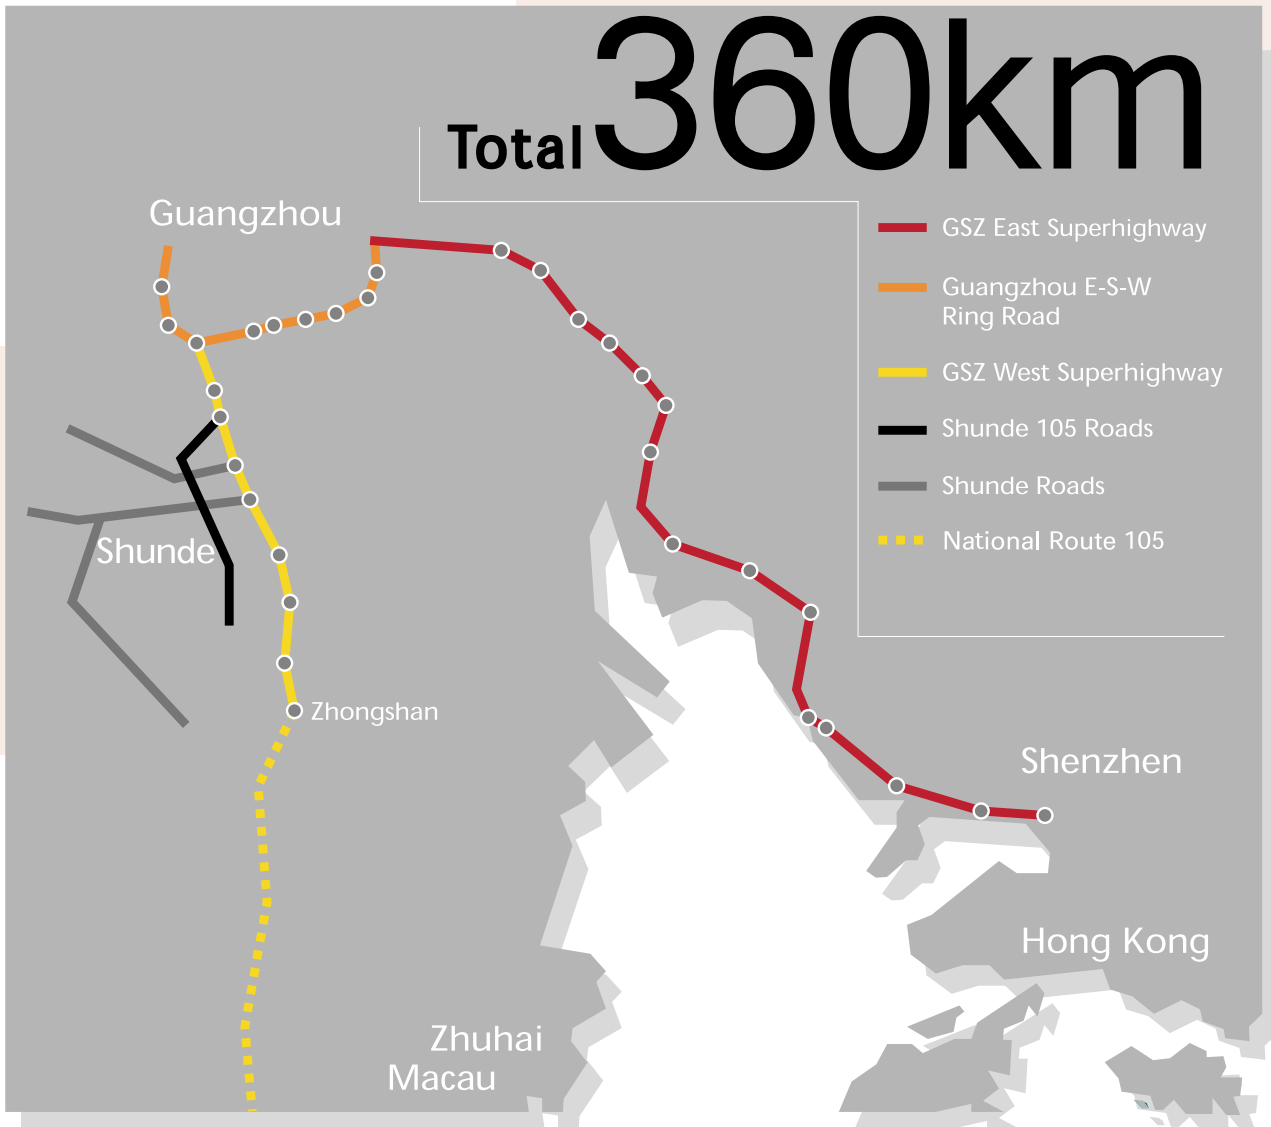 Total 360km
Guangzhou
GSZ East Superhighway
Guangzhou E-S-W
Ring Road
GSZ West Superhighway
Shunde 105 Roads
Shunde Roads
National Route 105
Shunde
Zhongshan
Shenzhen
Hong Kong
Zhuhai
Macau